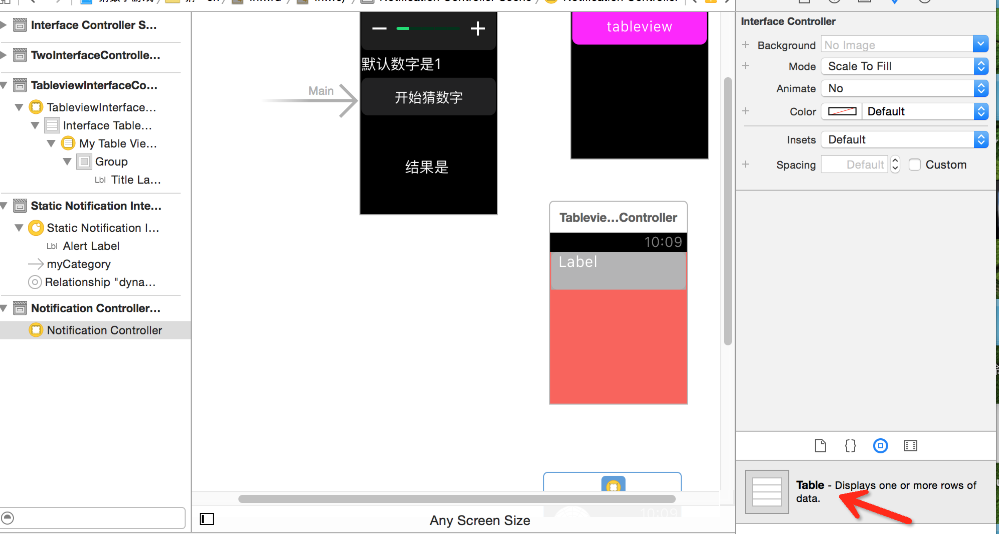 Interface Controller S...
TwoInterfaceControlle...
TableviewInterfaceCo...
TableviewInterface...
Interface Table...
My Table Vie...
Group
Lbl Title La...
Static Notification Inte...
Static Notification I...
Lbl Alert Label
myCategory
Relationship "dyna...
Notification Controller...
Notification Controller
tableview
默认数字是1
Main
开始猜数字
结果是
Tablevie...Controller
10:09
Label
10:09
Any Screen Size
Interface Controller
Background No Image
Mode Scale To Fill
Animate No
Color Default
Insets Default
Spacing Default Custom
Table - Displays one or more rows of
data.